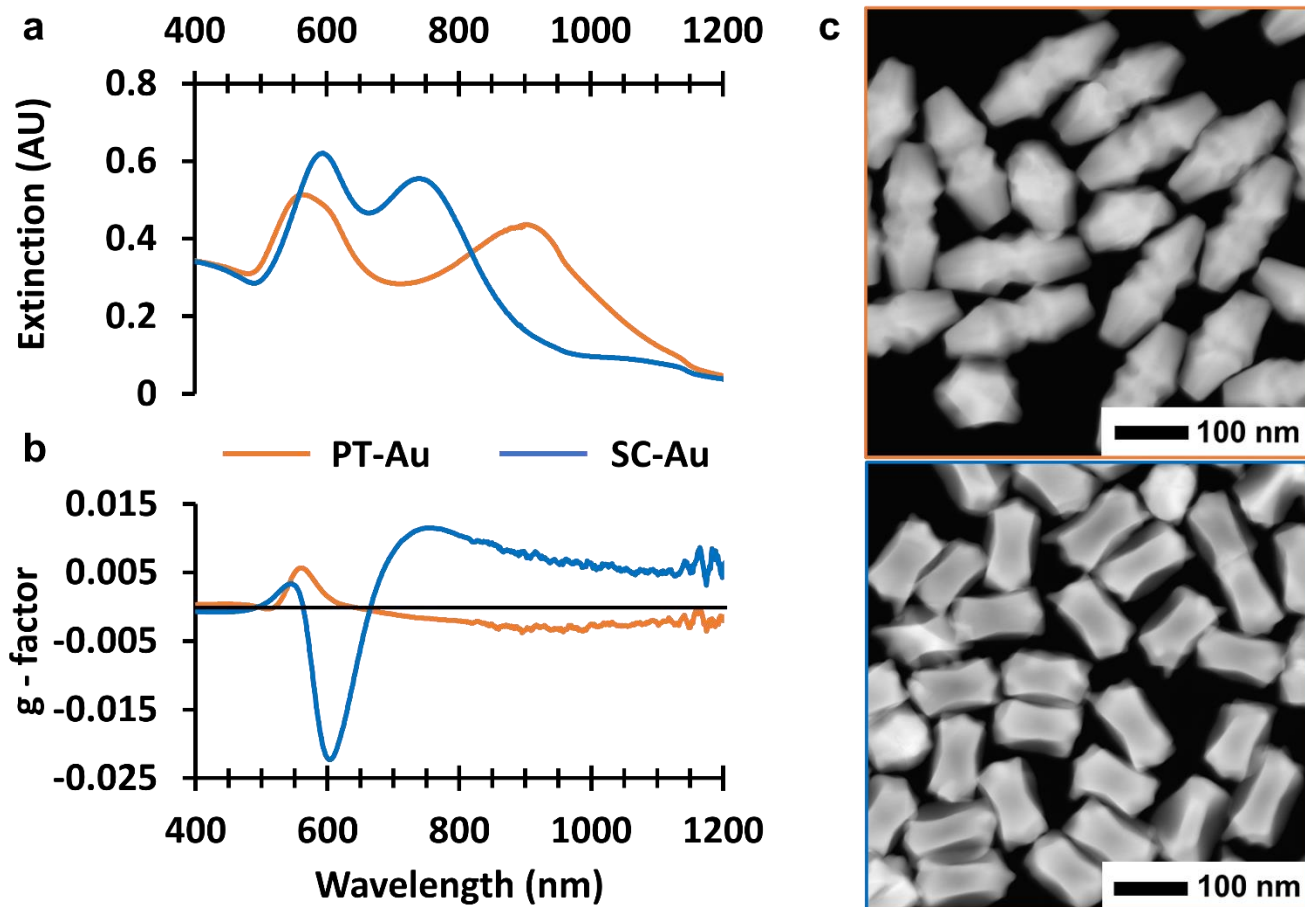 a
400 600 800 1000 1200
c
0.8
0.6
0.4
0.2
0
Extinction (AU)
b
PT-Au SC-Au
0.015
0.005
-0.005
-0.015
-0.025
g - factor
400 600 800 1000 1200
Wavelength (nm)
100 nm
100 nm